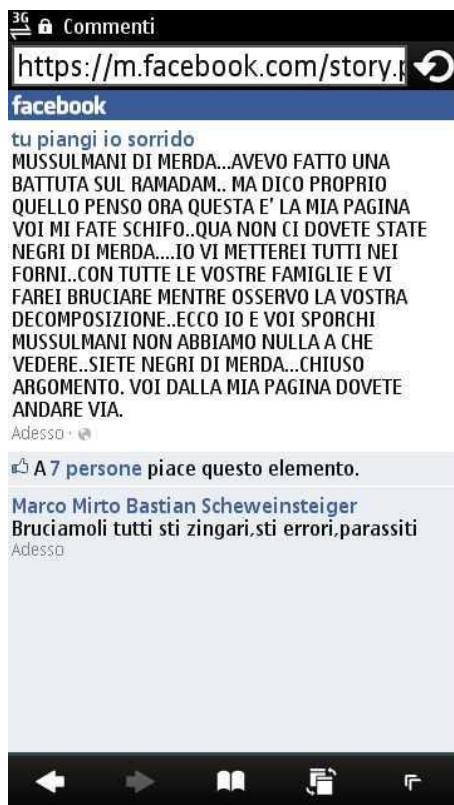 3G Commenti
https://m.facebook.com/story.p
facebook
tu piangi io sorrido
MUSSULMANI DI MERDA...AVEVO FATTO UNA
BATTUTA SUL RAMADAM.. MA DICO PROPRIO
QUELLO PENSO ORA QUESTA E' LA MIA PAGINA
VOI MI FATE SCHIFO..QUA NON CI DOVETE STATE
NEGRI DI MERDA....IO VI METTEREI TUTTI NEI
FORNI..CON TUTTE LE VOSTRE FAMIGLIE E VI
FAREI BRUCIARE MENTRE OSSERVO LA VOSTRA
DECOMPOSIZIONE..ECCO IO E VOI SPORCHI
MUSSULMANI NON ABBIAMO NULLA A CHE
VEDERE..SIETE NEGRI DI MERDA...CHIUSO
ARGOMENTO. VOI DALLA MIA PAGINA DOVETE
ANDARE VIA.
Adesso ·
A 7 persone piace questo elemento.
Marco Mirto Bastian Scheweinsteiger
Bruciamoli tutti sti zingari,sti errori,parassiti
Adesso